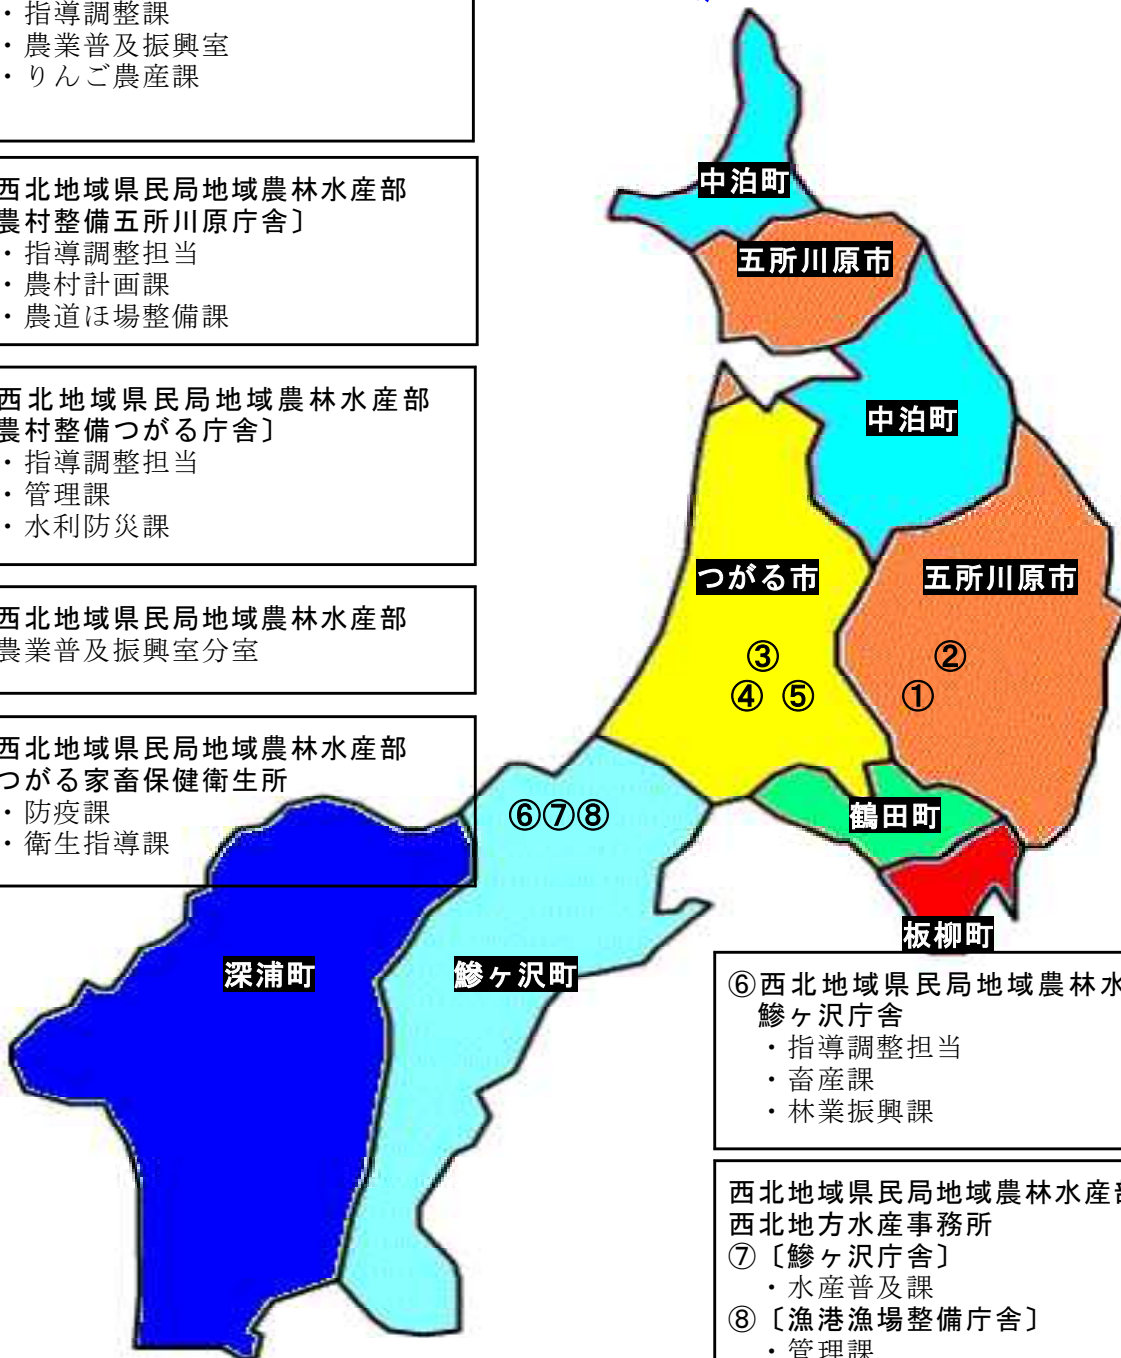 ・指導調整課
・農業普及振興室
・りんご農産課
西北地域県民局地域農林水産部
農村整備五所川原庁舎〕
・指導調整担当
・農村計画課
・農道ほ場整備課
西北地域県民局地域農林水産部
農村整備つがる庁舎〕
・指導調整担当
・管理課
・水利防災課
西北地域県民局地域農林水産部
農業普及振興室分室
西北地域県民局地域農林水産部
つがる家畜保健衛生所
・防疫課
・衛生指導課
中泊町
五所川原市
中泊町
つがる市
五所川原市
③
②
④ ⑤
①
⑥⑦⑧
鶴田町
板柳町
深浦町
鰺ヶ沢町
⑥西北地域県民局地域農林水
鰺ヶ沢庁舎
・指導調整担当
・畜産課
・林業振興課
西北地域県民局地域農林水産部
西北地方水産事務所
⑦〔鰺ヶ沢庁舎〕
・水産普及課
⑧〔漁港漁場整備庁舎〕
・管理課